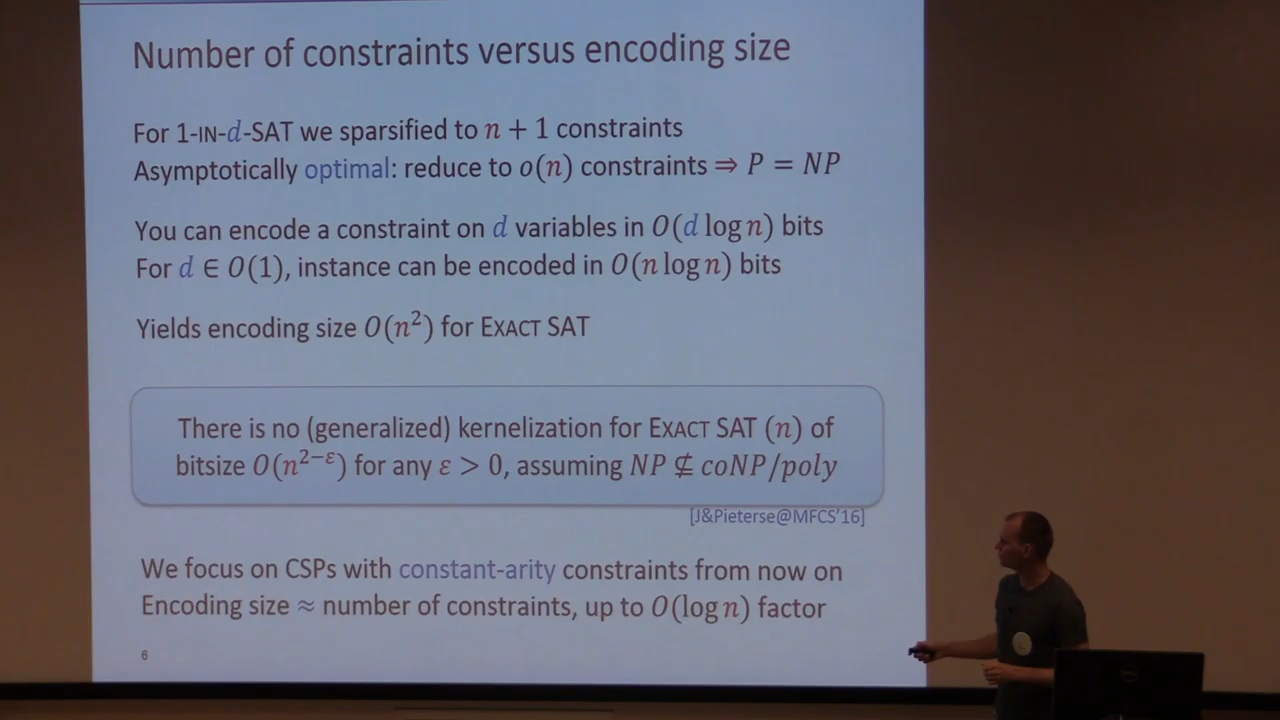 Number of constraints versus encoding size
For 1-IN-d-SAT we sparsified to n + 1 constraints
Asymptotically optimal: reduce to o(n) constraints ⇒ P = NP
You can encode a constraint on d variables in O(d log n) bits
For d ∈ O(1), instance can be encoded in O(n log n) bits
Yields encoding size O(n²) for EXACT SAT
There is no (generalized) kernelization for EXACT SAT (n) of
bitsize O(n^{2−ε}) for any ε > 0, assuming NP ⊈ coNP/poly
[J&Pieterse@MFCS'16]
We focus on CSPs with constant-arity constraints from now on
Encoding size ≈ number of constraints, up to O(log n) factor
6